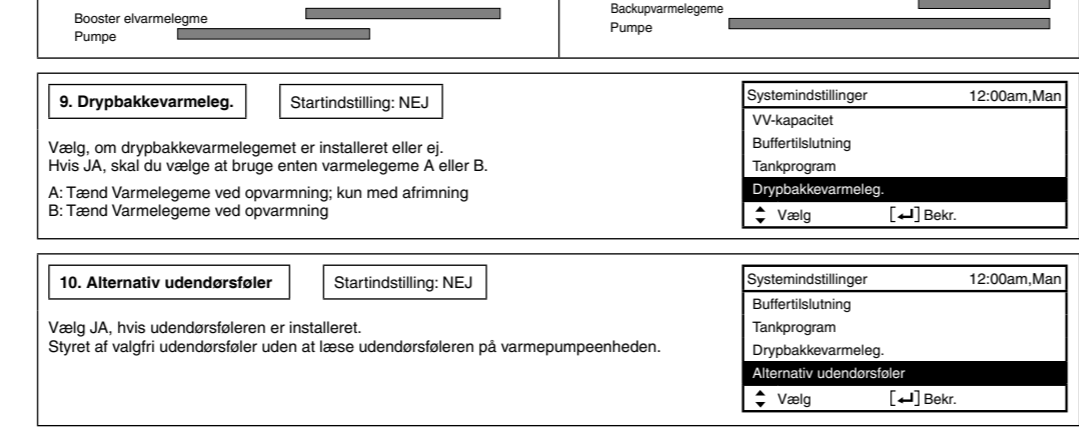 Booster elvarmelegme
Pumpe
Backupvarmelegeme
Pumpe
9. Drypbakkevarmeleg.
Startindstilling: NEJ
Vælg, om drypbakkevarmelegemet er installeret eller ej.
Hvis JA, skal du vælge at bruge enten varmelegeme A eller B.
A: Tænd Varmelegeme ved opvarmning; kun med afrimning
B: Tænd Varmelegeme ved opvarmning
Systemindstillinger 12:00am,Man
VV-kapacitet
Buffertilslutning
Tankprogram
Drypbakkevarmeleg.
Vælg [↵] Bekr.
10. Alternativ udendørsføler
Startindstilling: NEJ
Vælg JA, hvis udendørsføleren er installeret.
Styret af valgfri udendørsføler uden at læse udendørsføleren på varmepumpeenheden.
Systemindstillinger 12:00am,Man
Buffertilslutning
Tankprogram
Drypbakkevarmeleg.
Alternativ udendørsføler
Vælg [↵] Bekr.